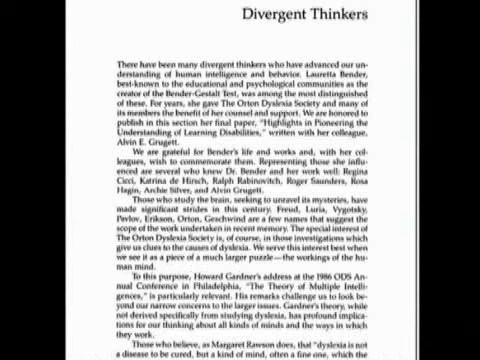 Divergent Thinkers
There have been many divergent thinkers who have advanced our un-
derstanding of human intelligence and behavior. Lauretta Bender,
best-known to the educational and psychological communities as the
creator of the Bender-Gestalt Test, was among the most distinguished
of these. For years, she gave The Orton Dyslexia Society and many of
its members the benefit of her counsel and support. We are honored to
publish in this section her final paper, "Highlights in Pioneering the
Understanding of Learning Disabilities," written with her colleague,
Alvin E. Grugett.
We are grateful for Bender's life and works and, with her col-
leagues, wish to commemorate them. Representing those she influ-
enced are several who knew Dr. Bender and her work well: Regina
Cicci, Katrina de Hirsch, Ralph Rabinovitch, Roger Saunders, Rosa
Hagin, Archie Silver, and Alvin Grugett.
Those who study the brain, seeking to unravel its mysteries, have
made significant strides in this century. Freud, Luria, Vygotsky,
Pavlov, Erikson, Orton, Geschwind are a few names that suggest the
scope of the work undertaken in recent memory. The special interest of
The Orton Dyslexia Society is, of course, in those investigations which
give us clues to the causes of dyslexia. We serve this interest best when
we see it as a piece of a much larger puzzle—the workings of the hu-
man mind.
To this purpose, Howard Gardner's address at the 1986 ODS An-
nual Conference in Philadelphia, "The Theory of Multiple Intelli-
gences," is particularly relevant. His remarks challenge us to look be-
yond our narrow concerns to the larger issues. Gardner's theory, while
not derived specifically from studying dyslexia, has profound implica-
tions for our thinking about all kinds of minds and the ways in which
they work.
Those who believe, as Margaret Rawson does, that "dyslexia is not
a disease to be cured, but a kind of mind, often a fine one, which the